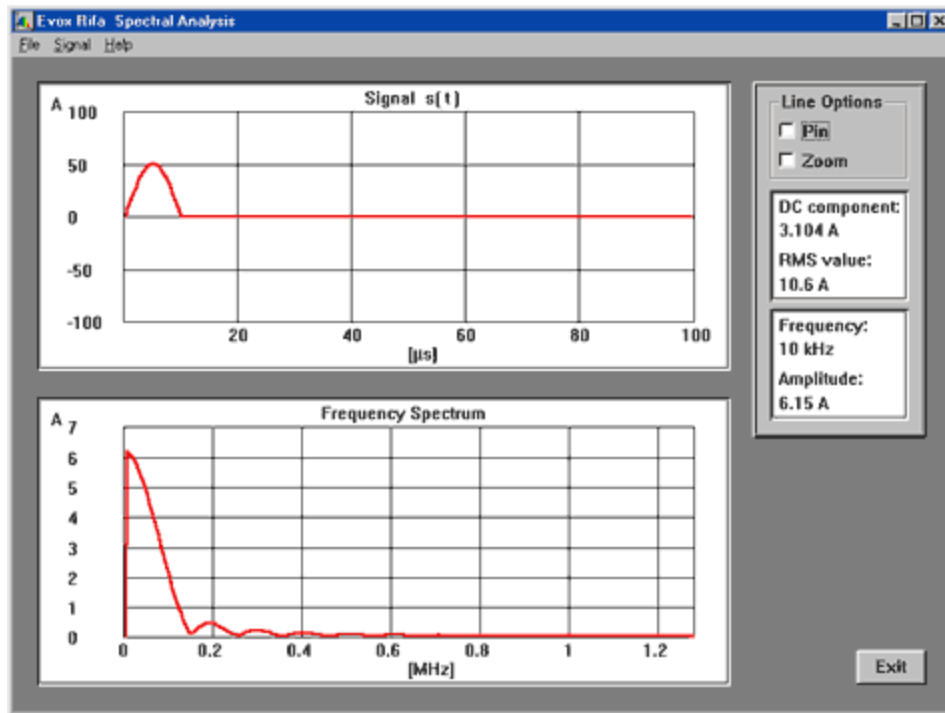 Evox Rifa Spectral Analysis
File Signal Help
Signal s(t)
A
100
50
0
-50
-100
20 40 60 80 100
[µs]
Frequency Spectrum
A
7
6
5
4
3
2
1
0
0 0.2 0.4 0.6 0.8 1 1.2
[MHz]
Line Options
Pin
Zoom
DC component:
3.104 A
RMS value:
10.6 A
Frequency:
10 kHz
Amplitude:
6.15 A
Exit